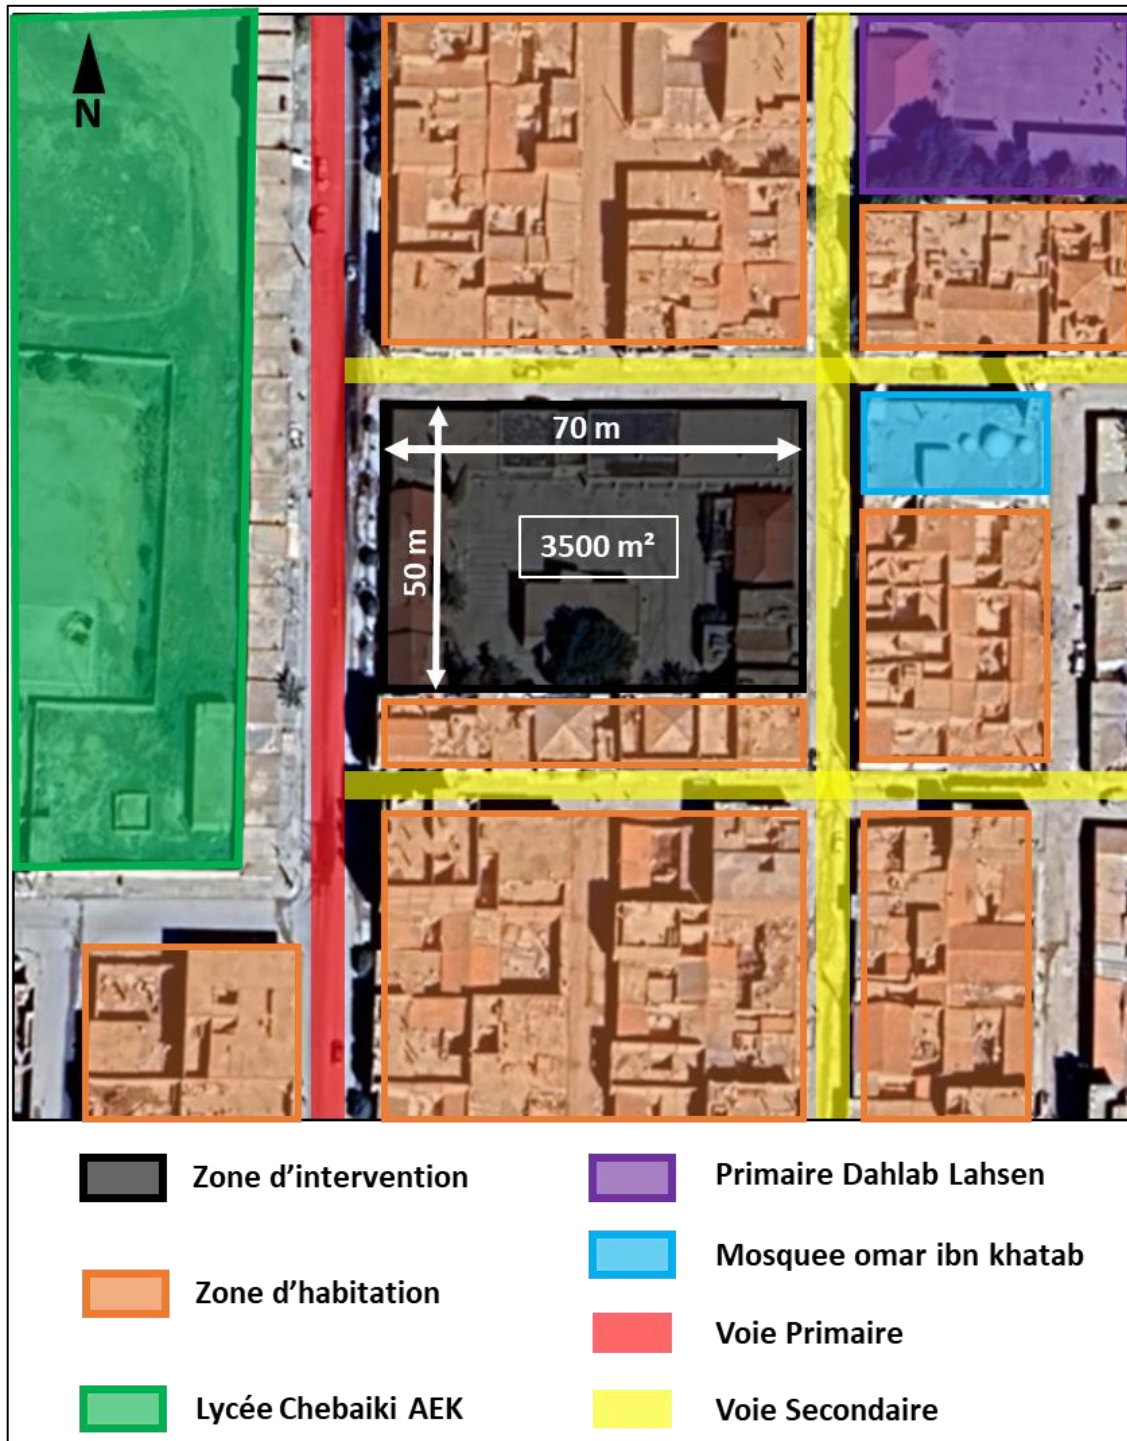 N
70 m
50 m
3500 m²
Zone d’intervention
Primaire Dahlab Lahsen
Mosquee omar ibn khatab
Zone d’habitation
Voie Primaire
Lycée Chebaiki AEK
Voie Secondaire